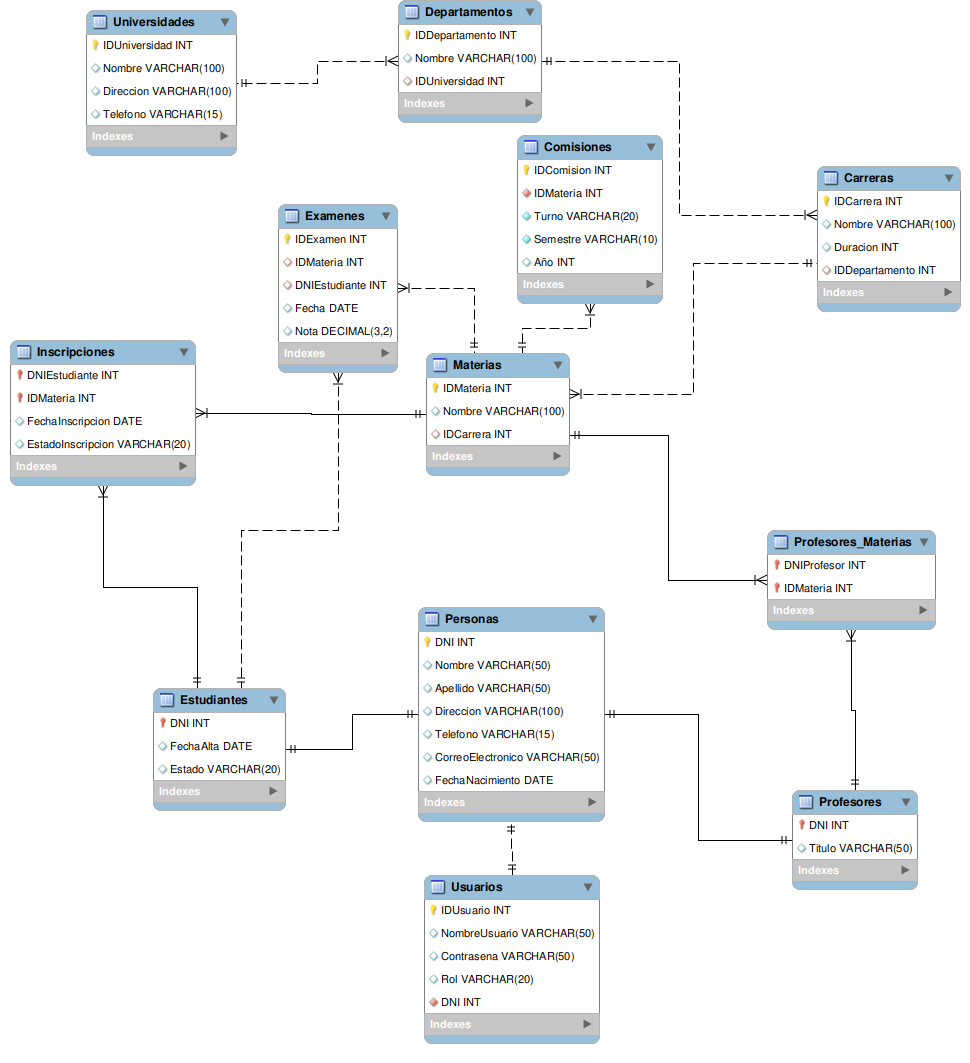 Universidades
IDUniversidad INT
Nombre VARCHAR(100)
Direccion VARCHAR(100)
Telefono VARCHAR(15)
Indexes
Departamentos
IDDepartamento INT
Nombre VARCHAR(100)
IDUniversidad INT
Indexes
Comisiones
IDComision INT
IDMateria INT
Turno VARCHAR(20)
Semestre VARCHAR(10)
Año INT
Indexes
Carreras
IDCarrera INT
Nombre VARCHAR(100)
Duracion INT
IDDepartamento INT
Indexes
Examenes
IDExamen INT
IDMateria INT
DNIEstudiante INT
Fecha DATE
Nota DECIMAL(3,2)
Indexes
Inscripciones
DNIEstudiante INT
IDMateria INT
FechaInscripcion DATE
EstadoInscripcion VARCHAR(20)
Indexes
Materias
IDMateria INT
Nombre VARCHAR(100)
IDCarrera INT
Indexes
Profesores_Materias
DNIProfesor INT
IDMateria INT
Indexes
Personas
DNI INT
Nombre VARCHAR(50)
Apellido VARCHAR(50)
Direccion VARCHAR(100)
Telefono VARCHAR(15)
CorreoElectronico VARCHAR(50)
FechaNacimiento DATE
Indexes
Estudiantes
DNI INT
FechaAlta DATE
Estado VARCHAR(20)
Indexes
Profesores
DNI INT
Titulo VARCHAR(50)
Indexes
Usuarios
IDUsuario INT
NombreUsuario VARCHAR(50)
Contrasena VARCHAR(50)
Rol VARCHAR(20)
DNI INT
Indexes